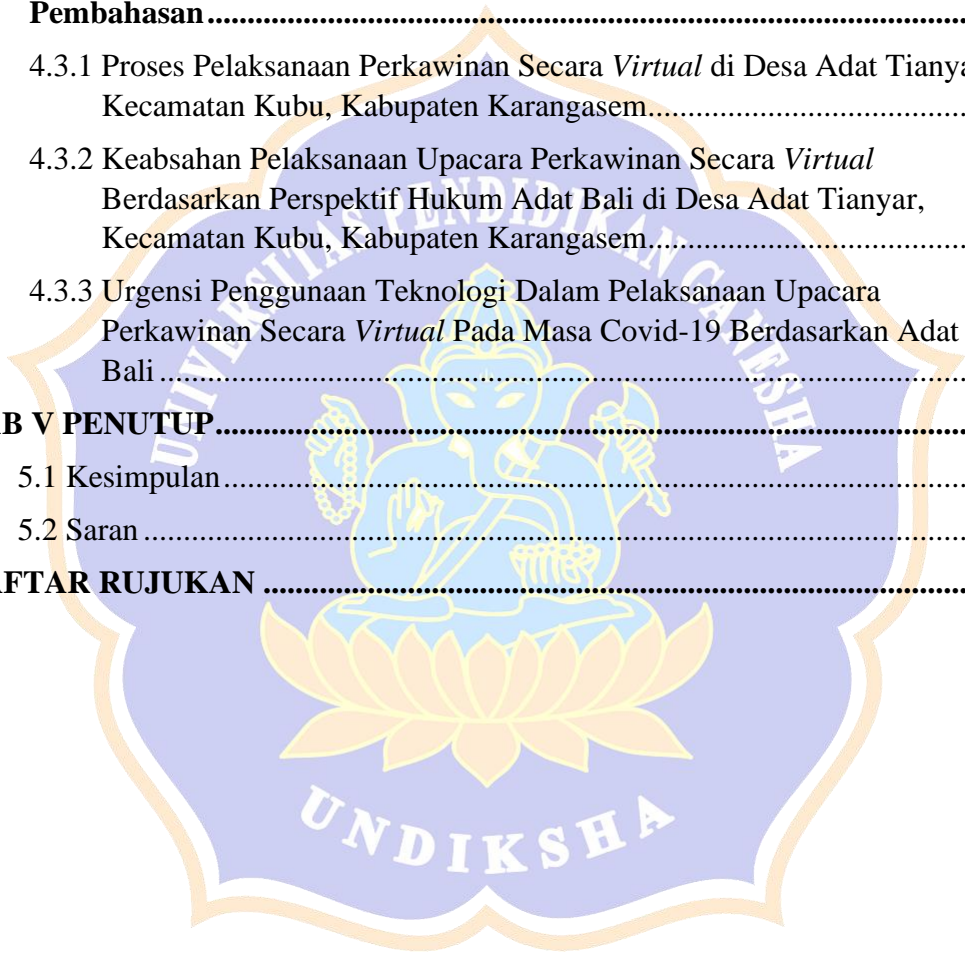 Pembahasan
4.3.1 Proses Pelaksanaan Perkawinan Secara Virtual di Desa Adat Tianya
Kecamatan Kubu, Kabupaten Karangasem
4.3.2 Keabsahan Pelaksanaan Upacara Perkawinan Secara Virtual
Berdasarkan Perspektif Hukum Adat Bali di Desa Adat Tianyar,
Kecamatan Kubu, Kabupaten Karangasem
4.3.3 Urgensi Penggunaan Teknologi Dalam Pelaksanaan Upacara
Perkawinan Secara Virtual Pada Masa Covid-19 Berdasarkan Adat
Bali
B V PENUTUP
5.1 Kesimpulan
5.2 Saran
AFTAR RUJUKAN
UNIVERSITAS PENDIDIKAN GANESHA
UNDIKSHA